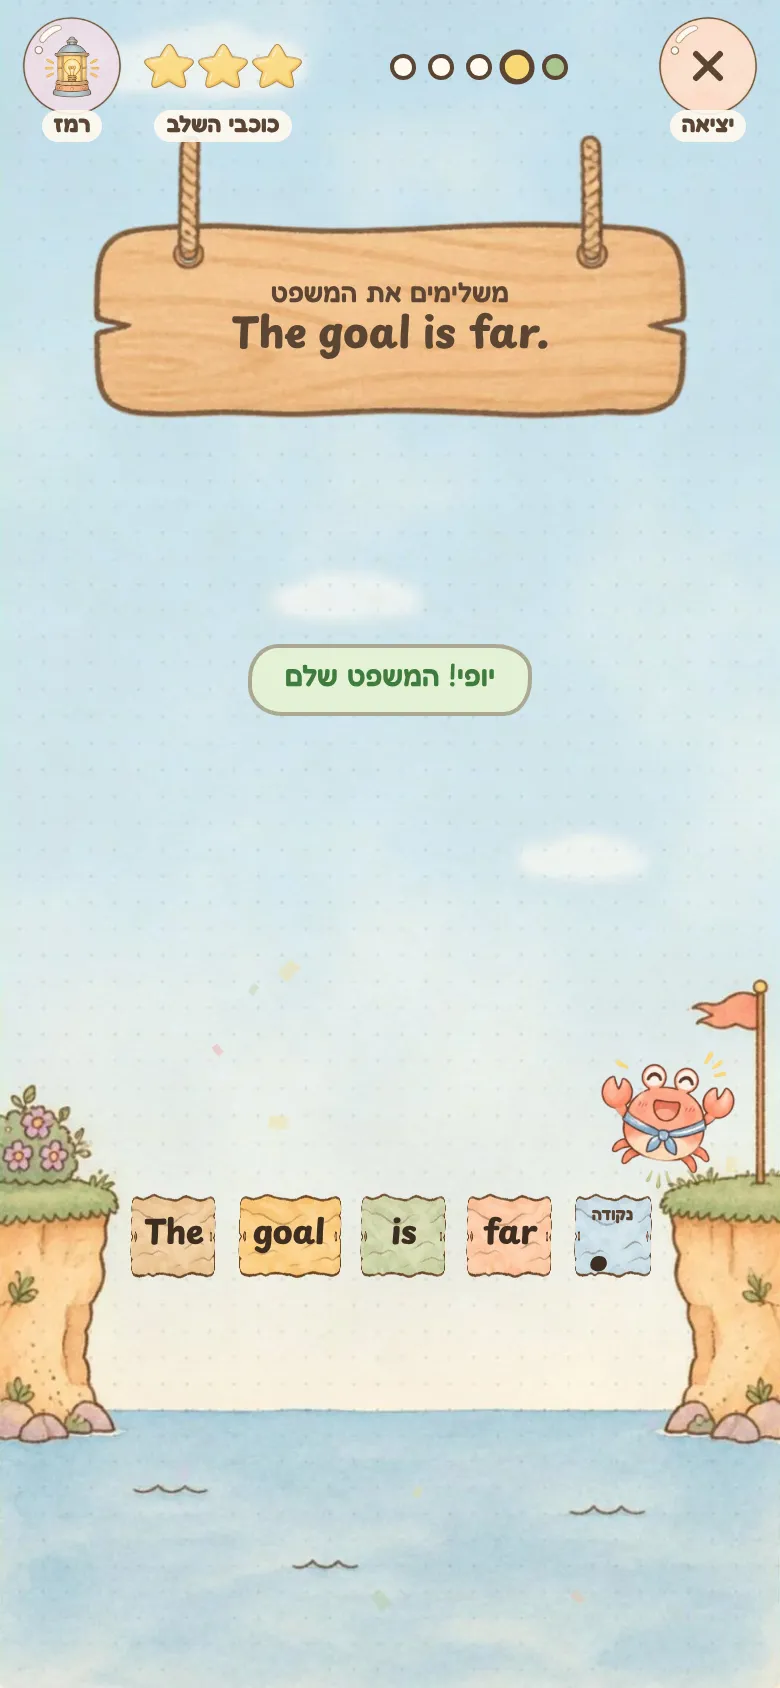 רמז
כוכבי השלב
יציאה
משלימים את המשפט
The goal is far.
יופי! המשפט שלם
The goal is far נקודה